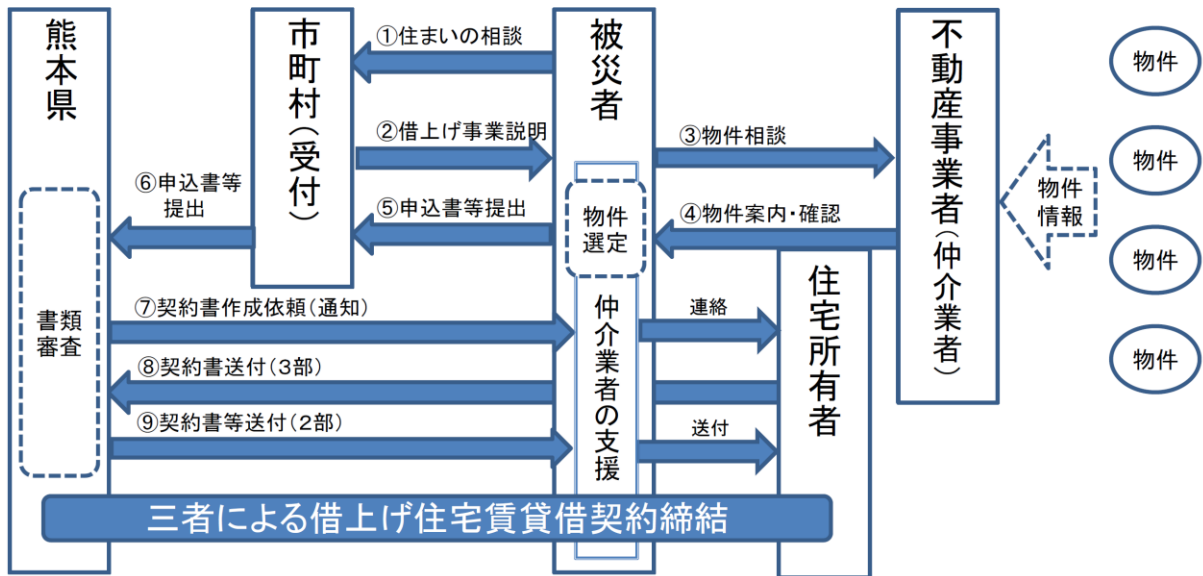 熊本県
市町村（受付）
被災者
不動産事業者（仲介業者）
物件
物件
物件
物件
物件
情報
①住まいの相談
②借上げ事業説明
③物件相談
④物件案内・確認
⑤申込書等提出
⑥申込書等
提出
物件
選定
書類
審査
住宅所有者
仲介業者の支援
⑦契約書作成依頼（通知）
連絡
⑧契約書送付（3部）
⑨契約書等送付（2部）
送付
三者による借上げ住宅賃貸借契約締結